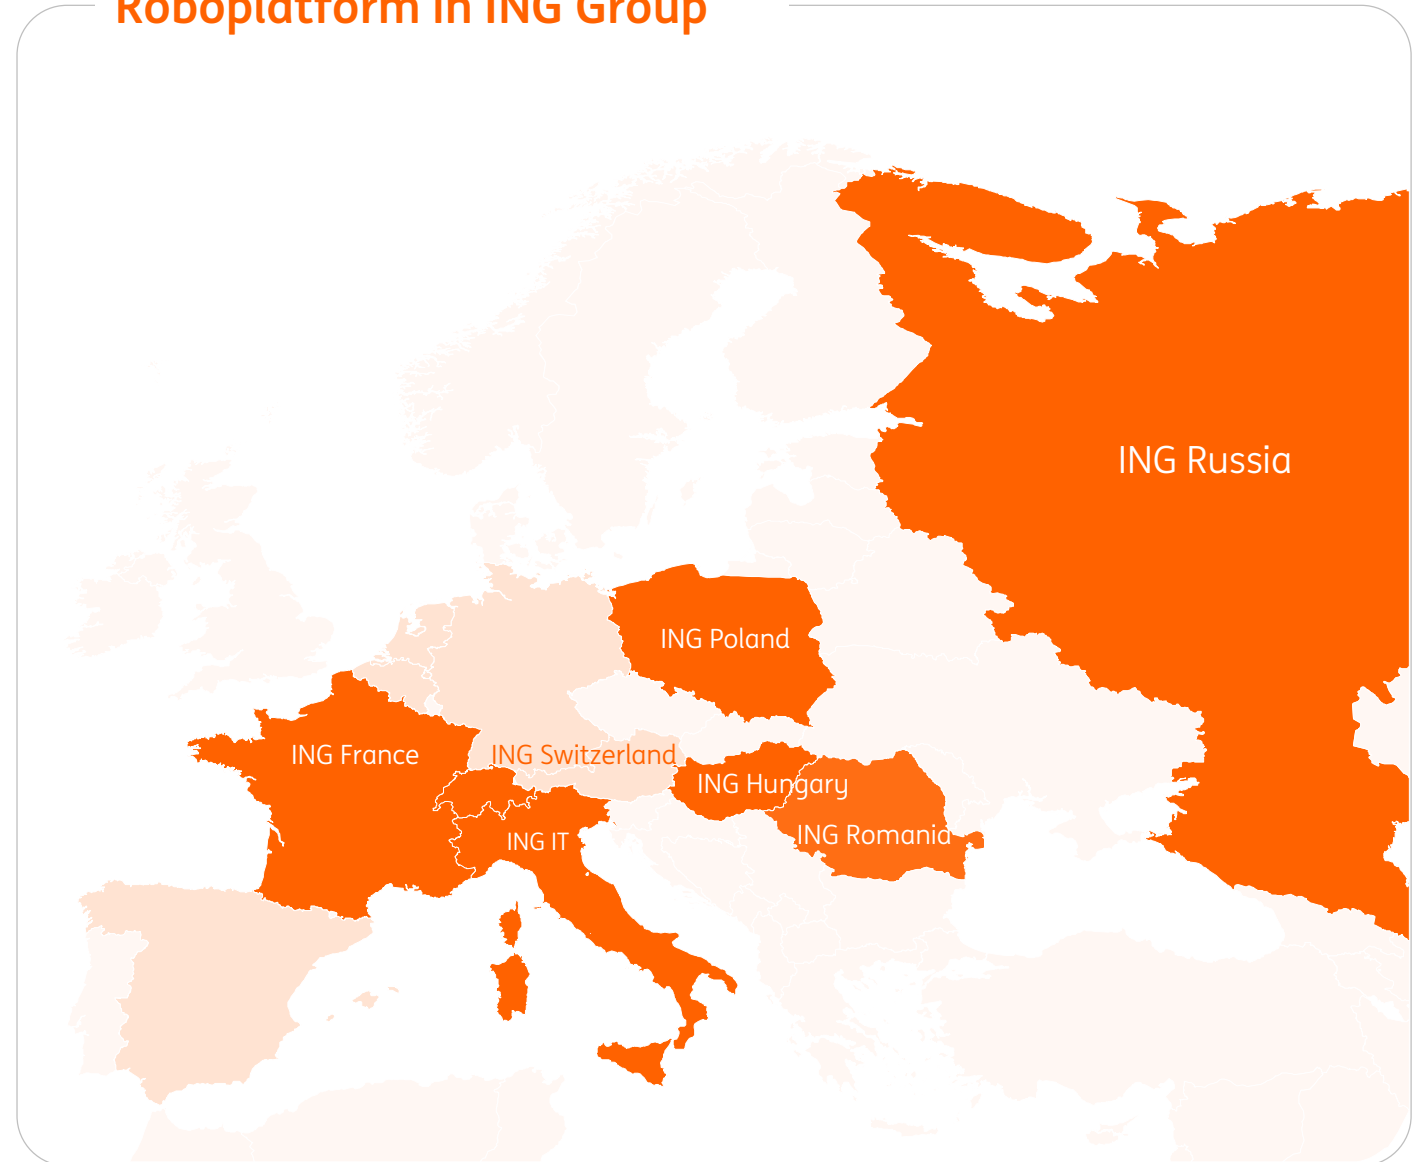 Roboplatform in ING Group
ING Russia
ING Poland
ING France
ING Switzerland
ING Hungary
ING Romania
ING IT